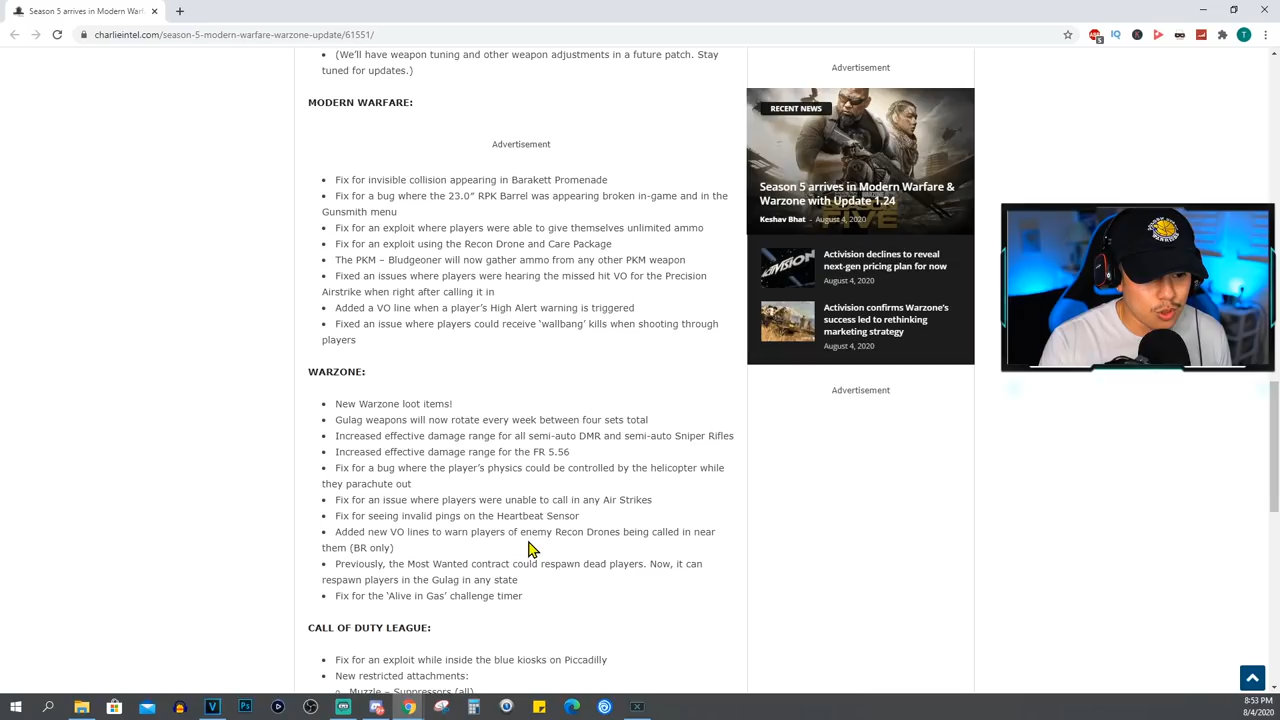 Season 5 arrives in Modern Warf
charlieintel.com/season-5-modern-warfare-warzone-update/61551/
(We'll have weapon tuning and other weapon adjustments in a future patch. Stay
tuned for updates.)
MODERN WARFARE:
Advertisement
Fix for invisible collision appearing in Barakett Promenade
Fix for a bug where the 23.0" RPK Barrel was appearing broken in-game and in the
Gunsmith menu
Fix for an exploit where players were able to give themselves unlimited ammo
Fix for an exploit using the Recon Drone and Care Package
The PKM – Bludgeoner will now gather ammo from any other PKM weapon
Fixed an issues where players were hearing the missed hit VO for the Precision
Airstrike when right after calling it in
Added a VO line when a player's High Alert warning is triggered
Fixed an issue where players could receive 'wallbang' kills when shooting through
players
WARZONE:
New Warzone loot items!
Gulag weapons will now rotate every week between four sets total
Increased effective damage range for all semi-auto DMR and semi-auto Sniper Rifles
Increased effective damage range for the FR 5.56
Fix for a bug where the player's physics could be controlled by the helicopter while
they parachute out
Fix for an issue where players were unable to call in any Air Strikes
Fix for seeing invalid pings on the Heartbeat Sensor
Added new VO lines to warn players of enemy Recon Drones being called in near
them (BR only)
Previously, the Most Wanted contract could respawn dead players. Now, it can
respawn players in the Gulag in any state
Fix for the 'Alive in Gas' challenge timer
CALL OF DUTY LEAGUE:
Fix for an exploit while inside the blue kiosks on Piccadilly
New restricted attachments:
Muzzle – Suppressors (all)
Advertisement
RECENT NEWS
Season 5 arrives in Modern Warfare &
Warzone with Update 1.24
Keshav Bhat - August 4, 2020
FIVE
Activision declines to reveal
next-gen pricing plan for now
August 4, 2020
Activision confirms Warzone's
success led to rethinking
marketing strategy
August 4, 2020
Advertisement
8:53 PM
8/4/2020